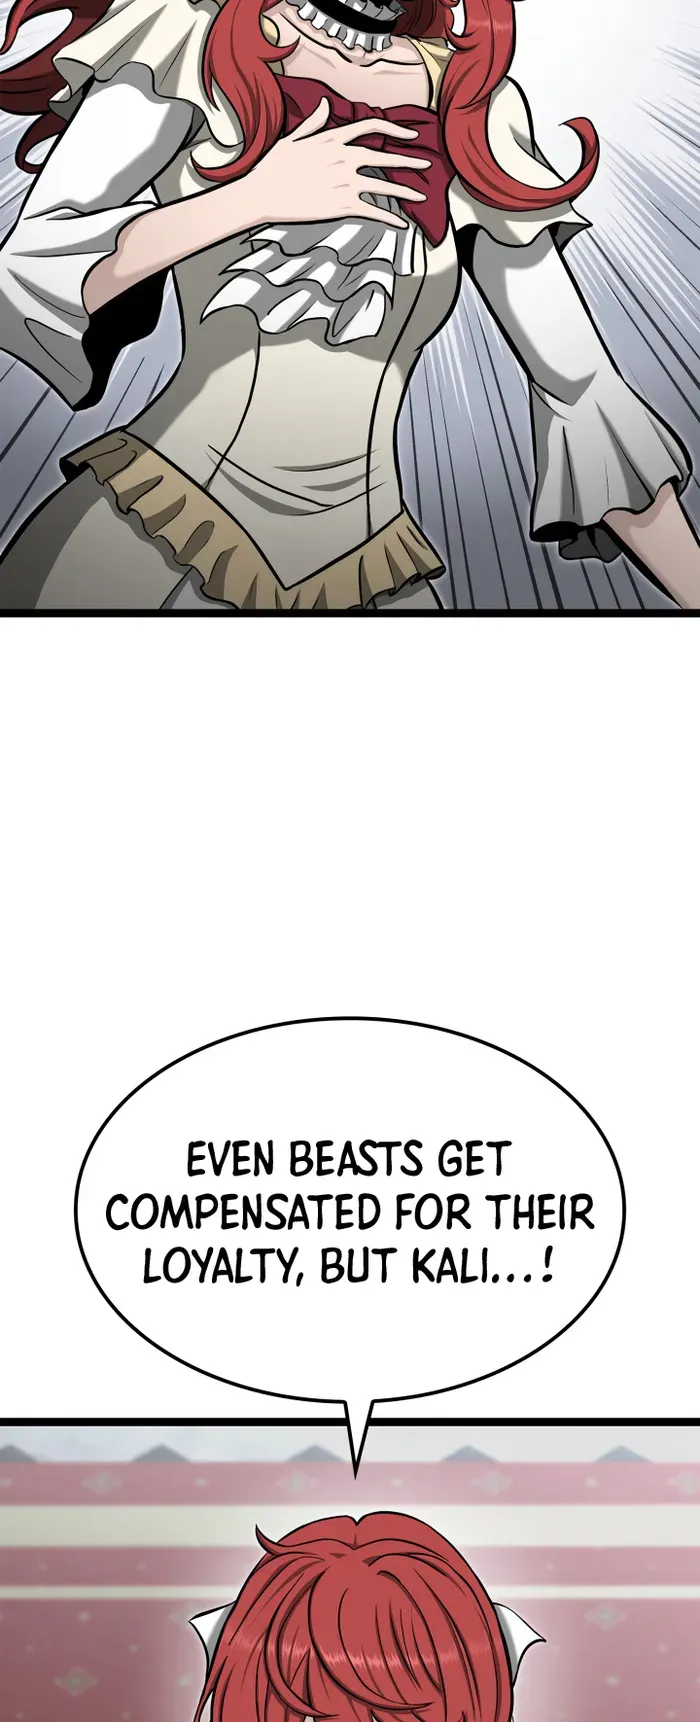 EVEN BEASTS GET
COMPENSATED FOR THEIR
LOYALTY, BUT KALI...!